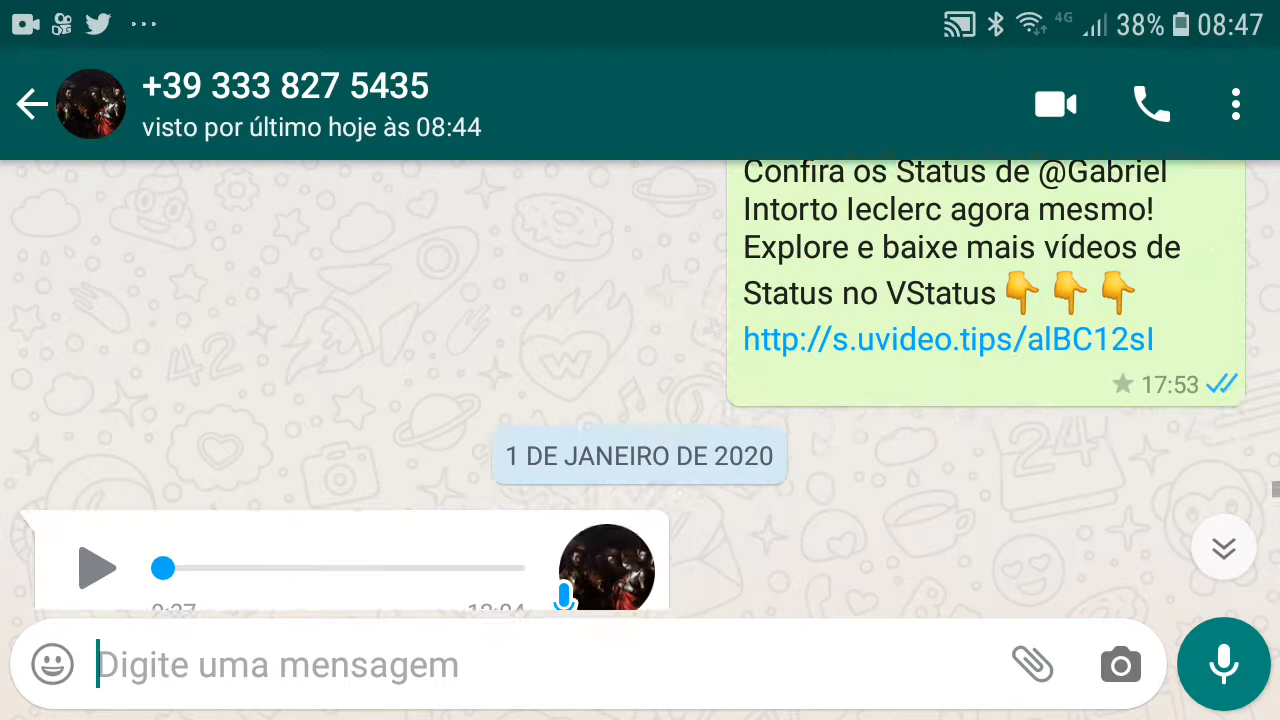 4G 38% 08:47
+39 333 827 5435
visto por último hoje às 08:44
Confira os Status de @Gabriel
Intorto leclerc agora mesmo!
Explore e baixe mais vídeos de
Status no VStatus👇👇👇
http://s.uvideo.tips/alBC12sI
17:53
1 DE JANEIRO DE 2020
Digite uma mensagem